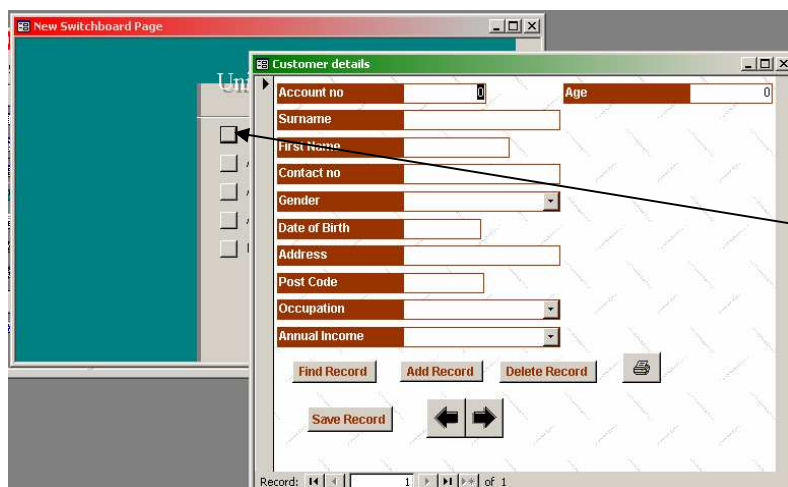 New Switchboard Page
Uni
Customer details
Account no 0 Age 0
Surname
First Name
Contact no
Gender
Date of Birth
Address
Post Code
Occupation
Annual Income
Find Record Add Record Delete Record
Save Record
Record: 1 of 1